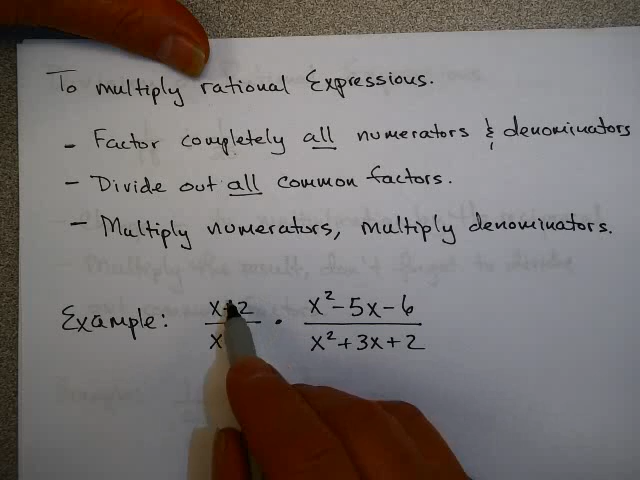 To multiply rational Expressions.
- Factor completely all numerators & denominators
- Divide out all common factors.
- Multiply numerators, multiply denominators.
Example: x+2 / x · x²-5x-6 / x²+3x+2